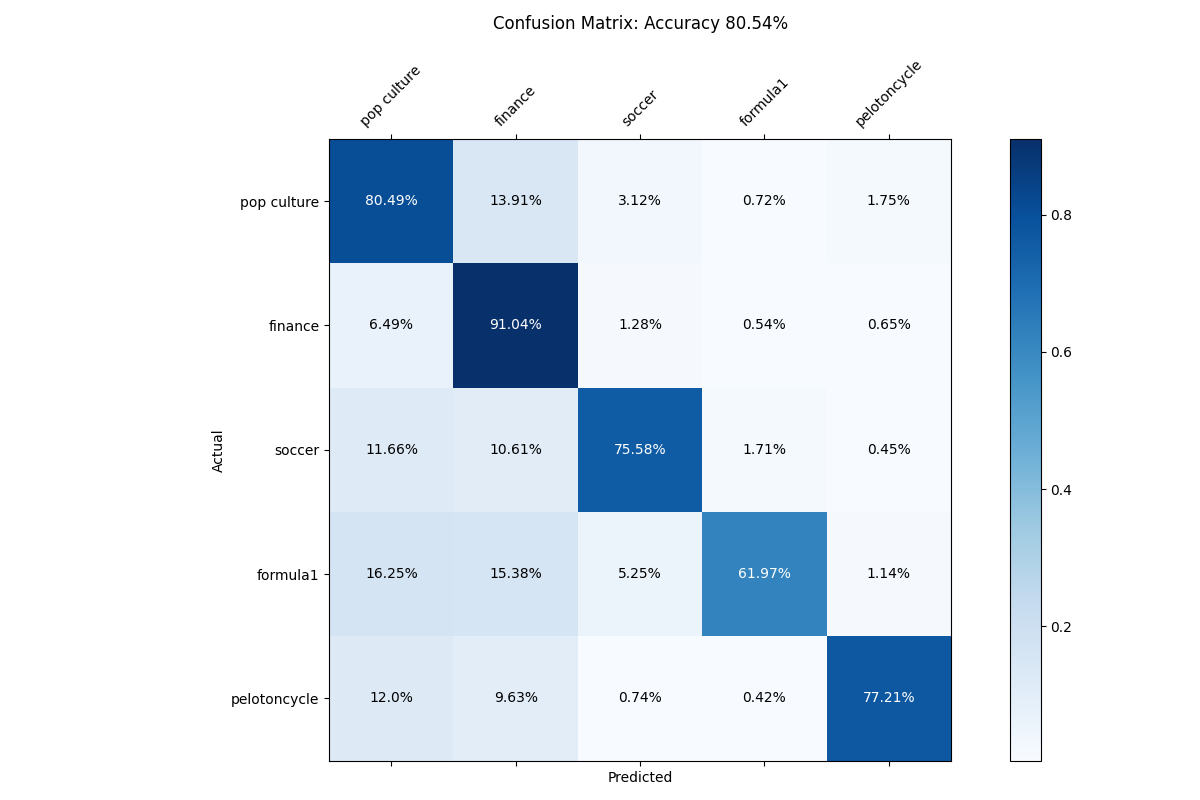 Confusion Matrix: Accuracy 80.54%
pop culture finance soccer formula1 pelotoncycle
pop culture 80.49% 13.91% 3.12% 0.72% 1.75%
0.8
finance 6.49% 91.04% 1.28% 0.54% 0.65%
0.6
Actual
soccer 11.66% 10.61% 75.58% 1.71% 0.45%
0.4
formula1 16.25% 15.38% 5.25% 61.97% 1.14%
0.2
pelotoncycle 12.0% 9.63% 0.74% 0.42% 77.21%
Predicted